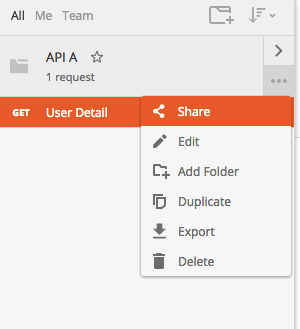 All Me Team
API A
1 request
GET User Detail
Share
Edit
Add Folder
Duplicate
Export
Delete